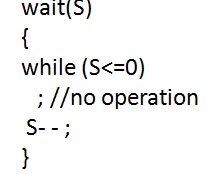 wait(S)
{
while (S<=0)
; //no operation
S- - ;
}